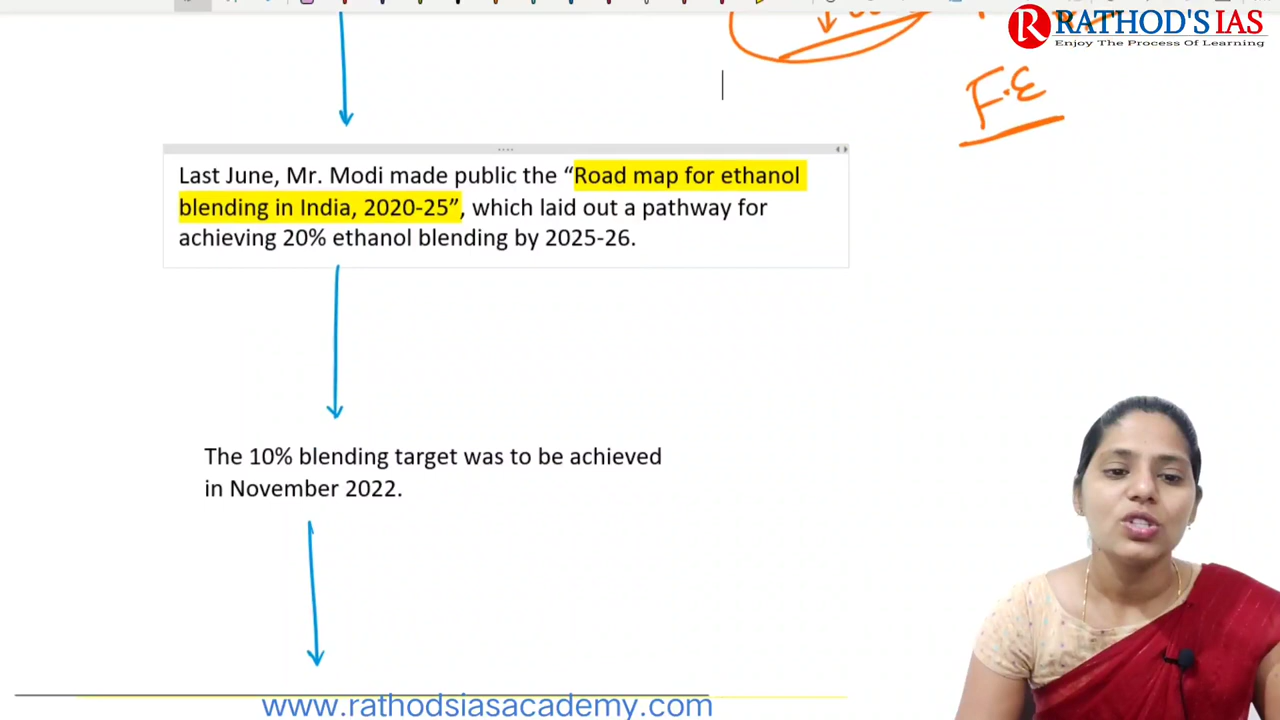 RATHOD'S IAS
Enjoy The Process Of Learning
F.E
Last June, Mr. Modi made public the “Road map for ethanol
blending in India, 2020-25”, which laid out a pathway for
achieving 20% ethanol blending by 2025-26.
The 10% blending target was to be achieved
in November 2022.
www.rathodsiasacademy.com